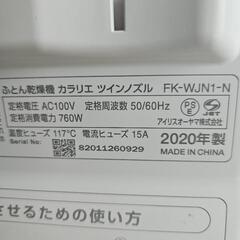 ふとん乾燥機 カラリエ ツインノズル FK-WJN1-N
定格電圧 AC100V 定格周波数 50/60Hz
定格消費電力 760W
PSE
JET
アイリスオーヤマ株式会社
温度ヒューズ 117℃ 電流ヒューズ 15A
2020年製
Serial No. 82011260929
MADE IN CHINA
させるための使い方